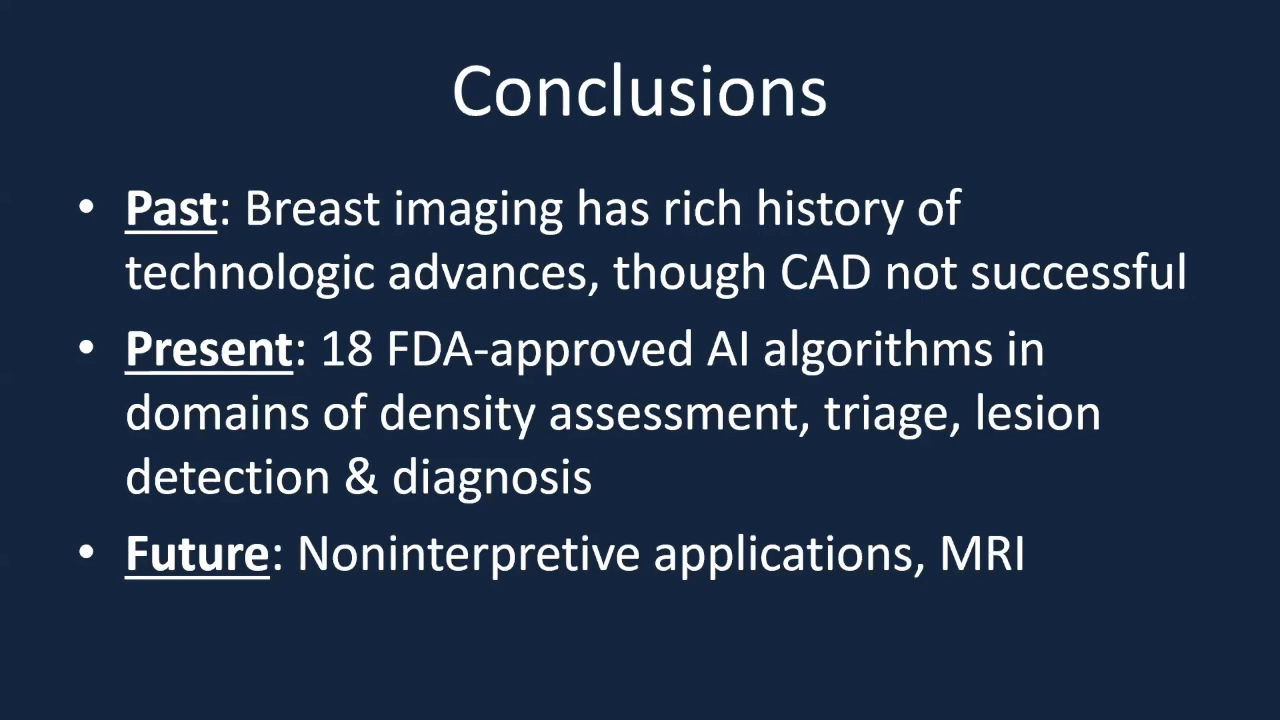 Conclusions
• Past: Breast imaging has rich history of
technologic advances, though CAD not successful
• Present: 18 FDA-approved AI algorithms in
domains of density assessment, triage, lesion
detection & diagnosis
• Future: Noninterpretive applications, MRI